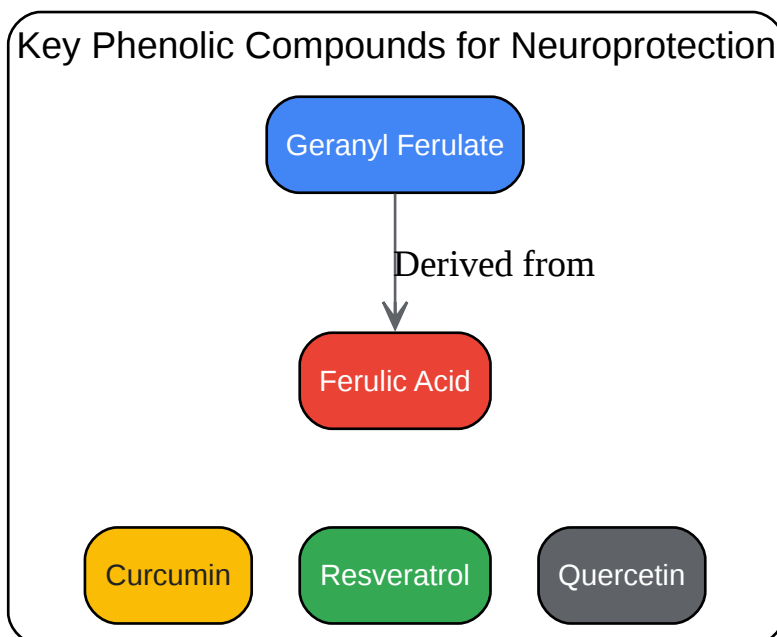 Key Phenolic Compounds for Neuroprotection
Geranyl Ferulate
Derived from
Ferulic Acid
Curcumin
Resveratrol
Quercetin